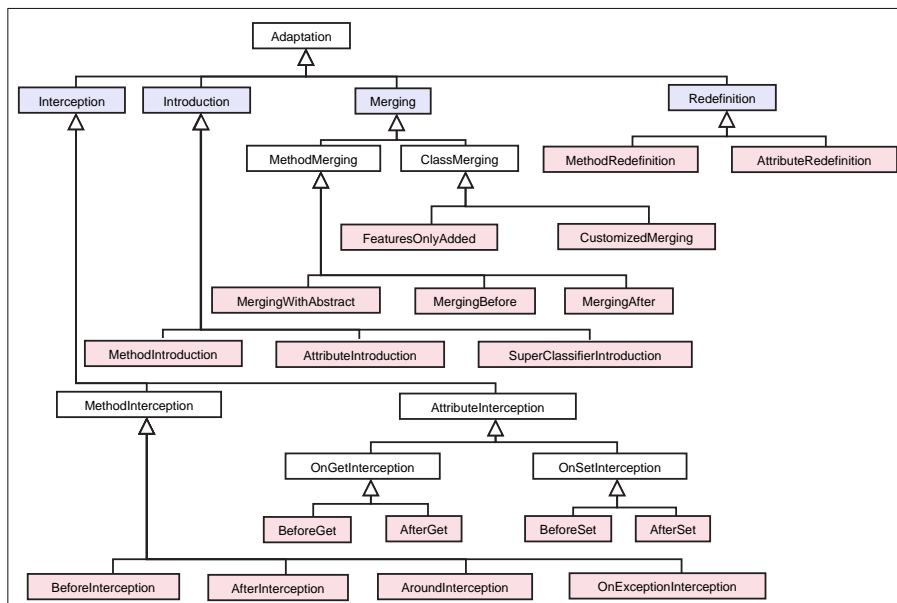 Adaptation
Interception
Introduction
Merging
Redefinition
MethodMerging
ClassMerging
MethodRedefinition
AttributeRedefinition
FeaturesOnlyAdded
CustomizedMerging
MergingWithAbstract
MergingBefore
MergingAfter
MethodIntroduction
AttributeIntroduction
SuperClassifierIntroduction
MethodInterception
AttributeInterception
OnGetInterception
OnSetInterception
BeforeGet
AfterGet
BeforeSet
AfterSet
BeforeInterception
AfterInterception
AroundInterception
OnExceptionInterception